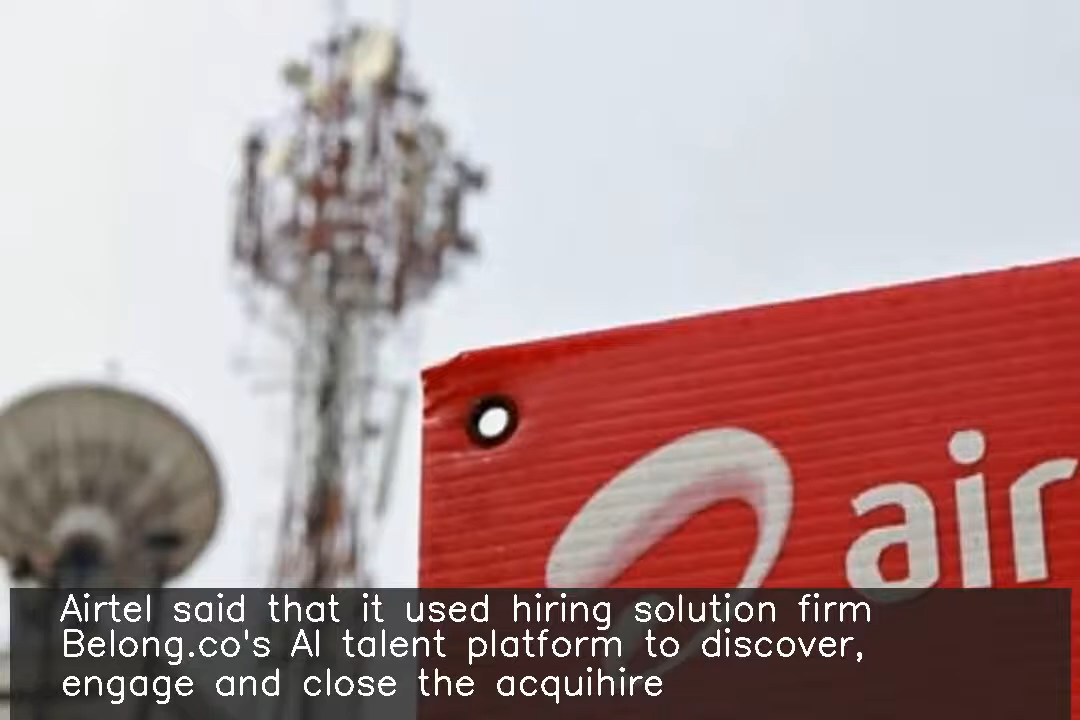 air
Airtel said that it used hiring solution firm
Belong.co's AI talent platform to discover,
engage and close the acquihire